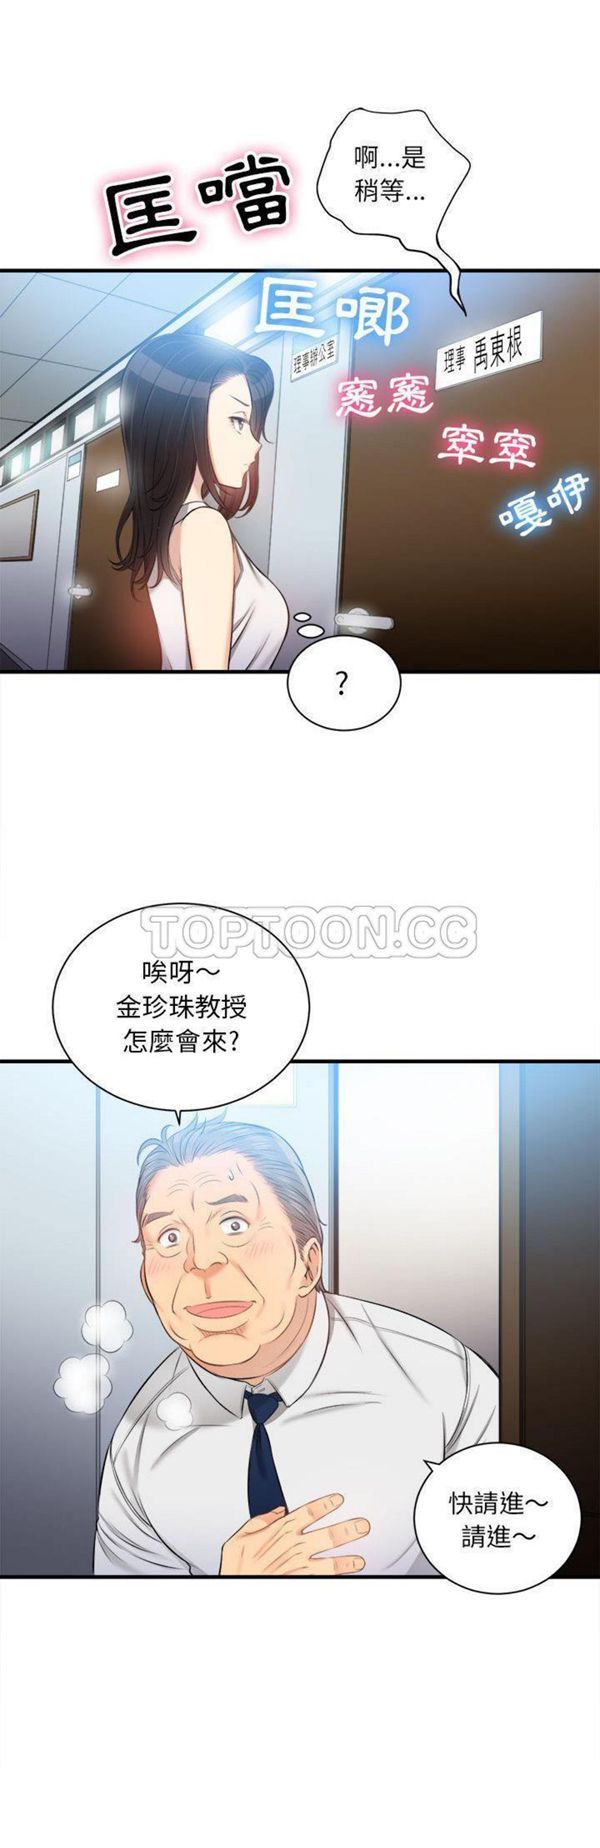 啊...是
稍等...
匡噹
匡啷
理事辦公室
理事 禹東根
窸窸
窣窣
嘎咿
?
TOPTOON.CC
唉呀～
金珍珠教授
怎麼會來?
快請進～
請進～